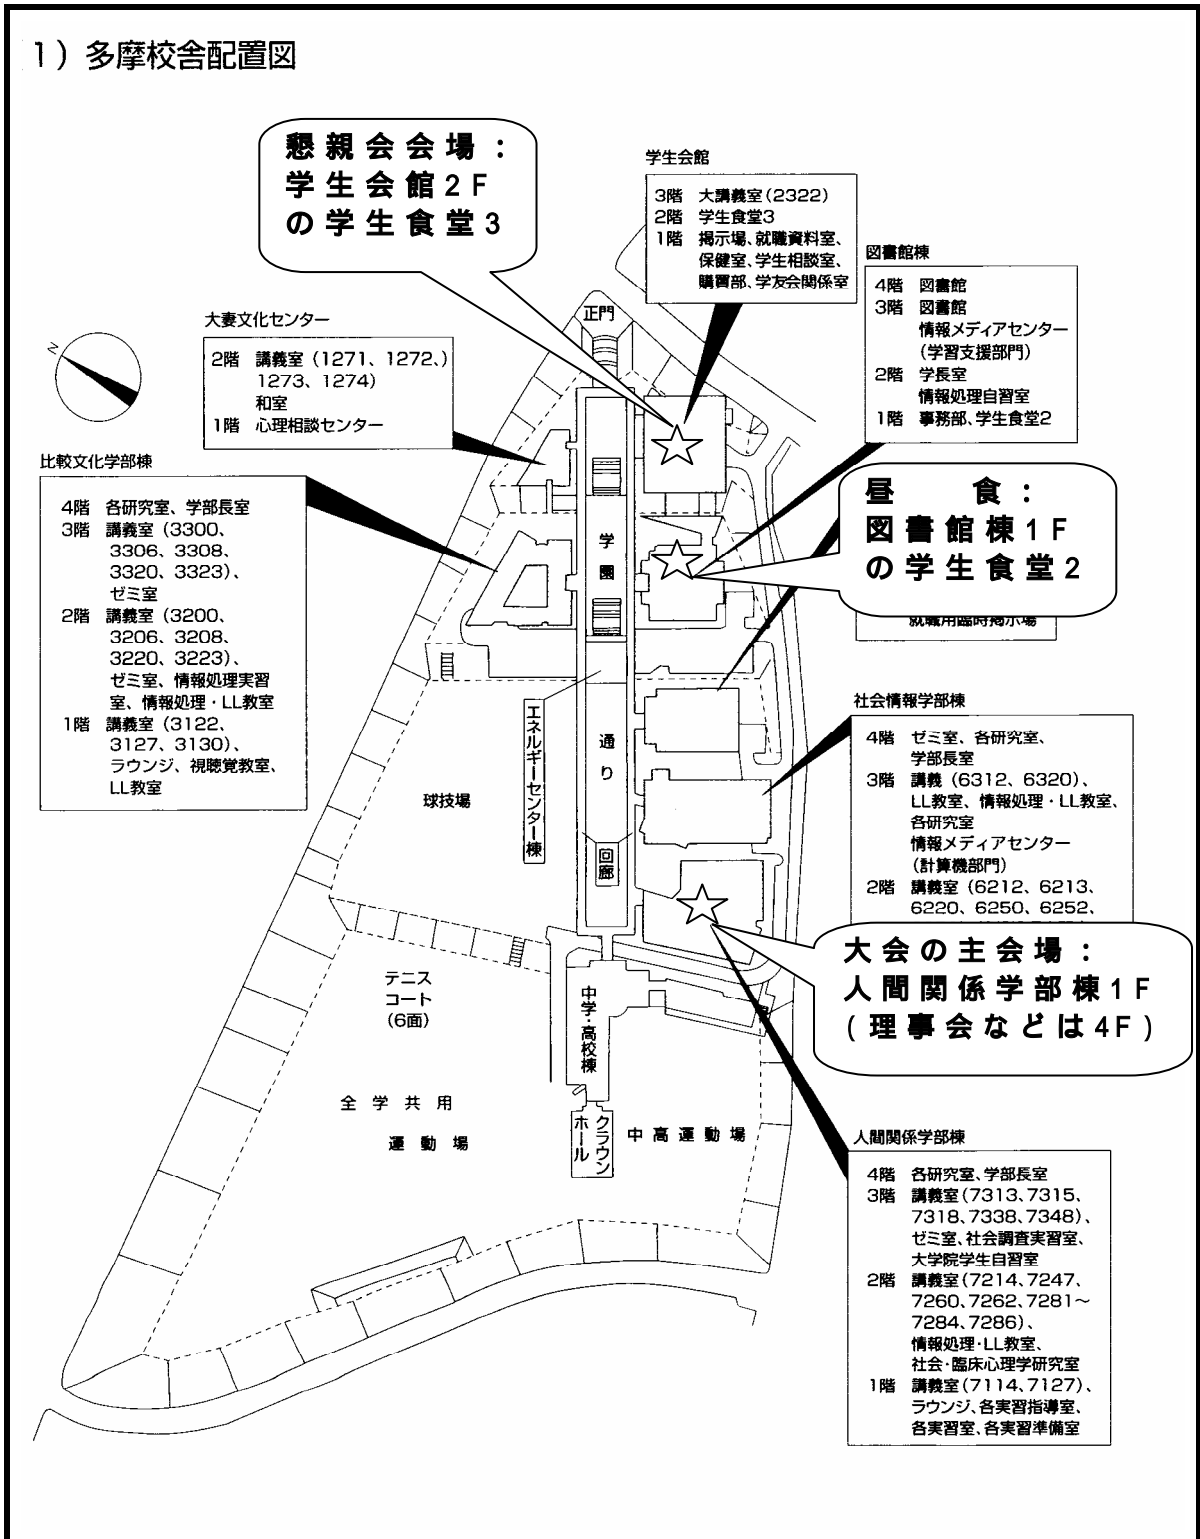 1）多摩校舎配置図
懇親会会場：
学生会館2F
の学生食堂3
学生会館
3階 大講義室（2322）
2階 学生食堂3
1階 掲示場、就職資料室、
保健室、学生相談室、
購買部、学友会関係室
図書館棟
4階 図書館
3階 図書館
情報メディアセンター
（学習支援部門）
2階 学長室
情報処理自習室
1階 事務部、学生食堂2
正門
大妻文化センター
2階 講義室（1271、1272、）
1273、1274）
和室
1階 心理相談センター
N
比較文化学部棟
4階 各研究室、学部長室
3階 講義室（3300、
3306、3308、
3320、3323）、
ゼミ室
2階 講義室（3200、
3206、3208、
3220、3223）、
ゼミ室、情報処理実習
室、情報処理・LL教室
1階 講義室（3122、
3127、3130）、
ラウンジ、視聴覚教室、
LL教室
昼食：
図書館棟1F
の学生食堂2
就職用臨時掲示場
学園
通り
回廊
エネルギーセンター棟
球技場
社会情報学部棟
4階 ゼミ室、各研究室、
学部長室
3階 講義（6312、6320）、
LL教室、情報処理・LL教室、
各研究室
情報メディアセンター
（計算機部門）
2階 講義室（6212、6213、
6220、6250、6252、
大会の主会場：
人間関係学部棟1F
（理事会などは4F）
テニス
コート
（6面）
中学・高校棟
全学共用
運動場
クラウン
ホール
中高運動場
人間関係学部棟
4階 各研究室、学部長室
3階 講義室（7313、7315、
7318、7338、7348）、
ゼミ室、社会調査実習室、
大学院学生自習室
2階 講義室（7214、7247、
7260、7262、7281～
7284、7286）、
情報処理・LL教室、
社会・臨床心理学研究室
1階 講義室（7114、7127）、
ラウンジ、各実習指導室、
各実習室、各実習準備室